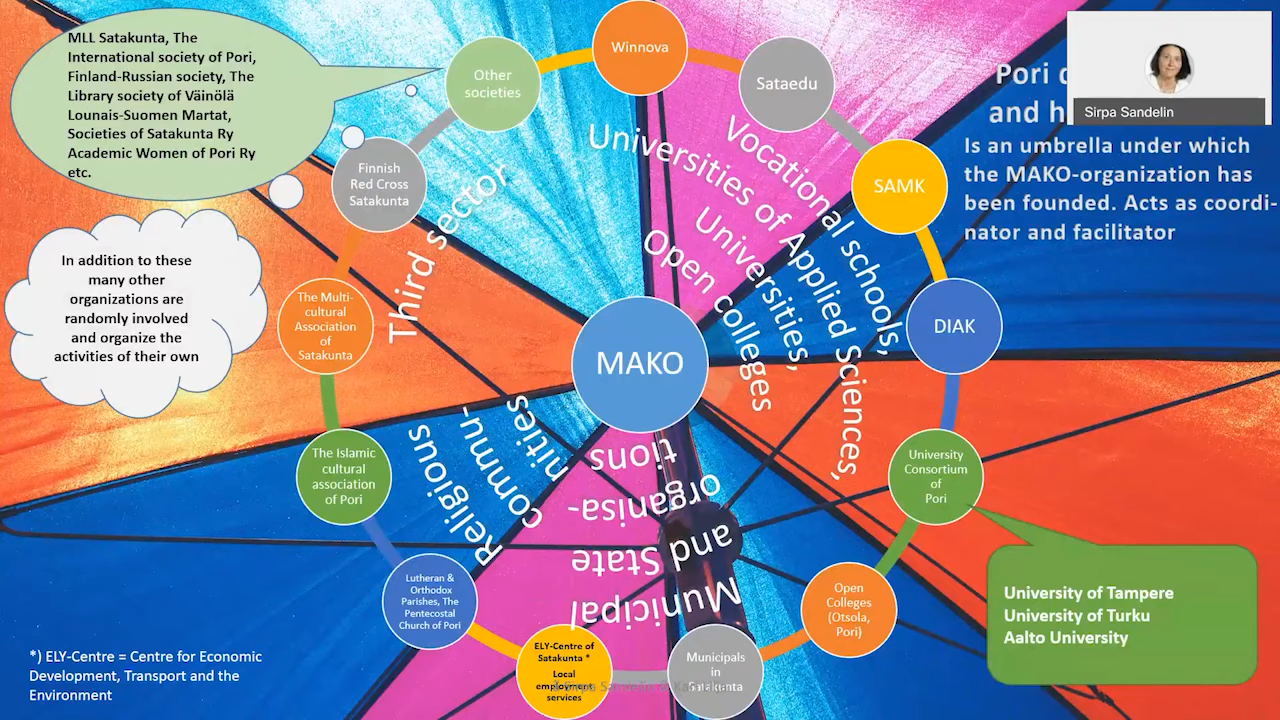 MLL Satakunta, The
International society of Pori,
Finland-Russian society, The
Library society of Väinölä
Lounais-Suomen Martat,
Societies of Satakunta Ry
Academic Women of Pori Ry
etc.
In addition to these
many other
organizations are
randomly involved
and organize the
activities of their own
*) ELY-Centre = Centre for Economic
Development, Transport and the
Environment
Winnova
Sataedu
SAMK
DIAK
University
Consortium
of
Pori
Open
Colleges
(Otsola,
Pori)
Municipals
in
Satakunta
ELY-Centre of
Satakunta *
Local
employment
services
Lutheran &
Orthodox
Parishes, The
Pentecostal
Church of Pori
The Islamic
cultural
association
of Pori
The Multi-
cultural
Association
of
Satakunta
Finnish
Red Cross
Satakunta
Other
societies
MAKO
Vocational schools,
Universities of Applied Sciences,
Universities,
Open colleges
Municipal
and State
organisa-
tions
Religious
commu-
nities
Third sector
Sirpa Sandelin
Pori
and
Is an umbrella under which
the MAKO-organization has
been founded. Acts as coordi-
nator and facilitator
University of Tampere
University of Turku
Aalto University
Sirpa Sandelin